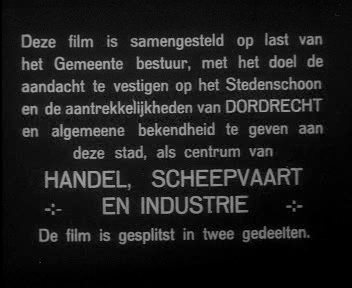 Deze film is samengesteld op last van
het Gemeente bestuur, met het doel de
aandacht te vestigen op het Stedenschoon
en de aantrekkelijkheden van DORDRECHT
en algemeene bekendheid te geven aan
deze stad, als centrum van
HANDEL, SCHEEPVAART
-:- EN INDUSTRIE -:-
De film is gesplitst in twee gedeelten.